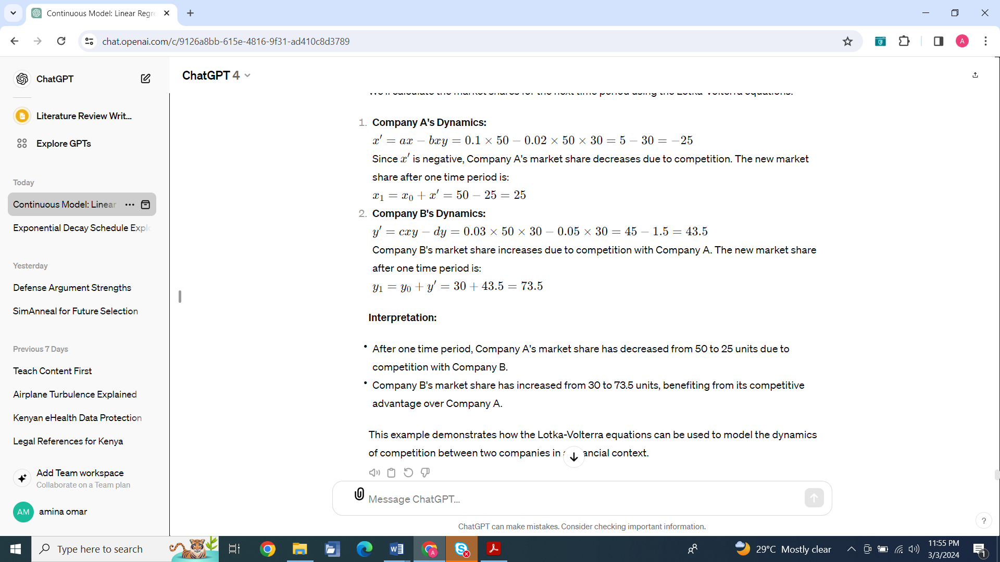 Continuous Model: Linear Regre
chat.openai.com/c/9126a8bb-615e-4816-9f31-ad410c8d3789
A
ChatGPT
Literature Review Writ...
Explore GPTs
Today
Continuous Model: Linear
Exponential Decay Schedule Expl
Yesterday
Defense Argument Strengths
SimAnneal for Future Selection
Previous 7 Days
Teach Content First
Airplane Turbulence Explained
Kenyan eHealth Data Protection
Legal References for Kenya
Add Team workspace
Collaborate on a Team plan
AM amina omar
ChatGPT 4
We'll calculate the market shares for the next time period using the Lotka-Volterra equations.
1. Company A's Dynamics:
x′ = ax − bxy = 0.1 × 50 − 0.02 × 50 × 30 = 5 − 30 = −25
Since x′ is negative, Company A's market share decreases due to competition. The new market
share after one time period is:
x₁ = x₀ + x′ = 50 − 25 = 25
2. Company B's Dynamics:
y′ = cxy − dy = 0.03 × 50 × 30 − 0.05 × 30 = 45 − 1.5 = 43.5
Company B's market share increases due to competition with Company A. The new market share
after one time period is:
y₁ = y₀ + y′ = 30 + 43.5 = 73.5
Interpretation:
• After one time period, Company A's market share has decreased from 50 to 25 units due to
competition with Company B.
• Company B's market share has increased from 30 to 73.5 units, benefiting from its competitive
advantage over Company A.
This example demonstrates how the Lotka-Volterra equations can be used to model the dynamics
of competition between two companies in ancial context.
Message ChatGPT...
ChatGPT can make mistakes. Consider checking important information.
?
Type here to search
29°C Mostly clear
11:55 PM
3/3/2024
1